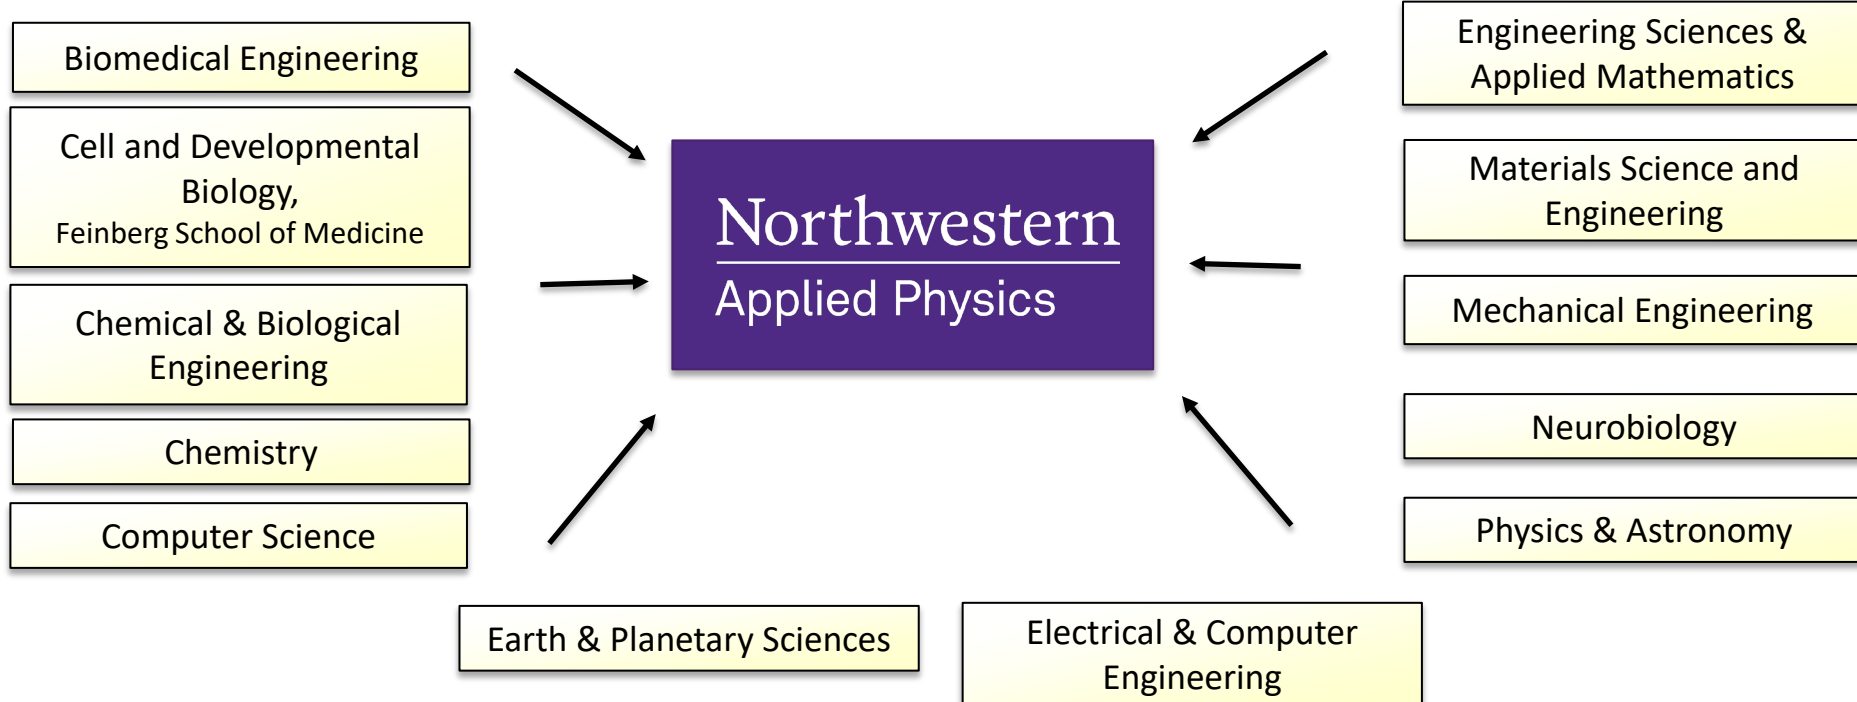 Biomedical Engineering
Cell and Developmental
Biology,
Feinberg School of Medicine
Chemical & Biological
Engineering
Chemistry
Computer Science
Northwestern
Applied Physics
Engineering Sciences &
Applied Mathematics
Materials Science and
Engineering
Mechanical Engineering
Neurobiology
Physics & Astronomy
Earth & Planetary Sciences
Electrical & Computer
Engineering